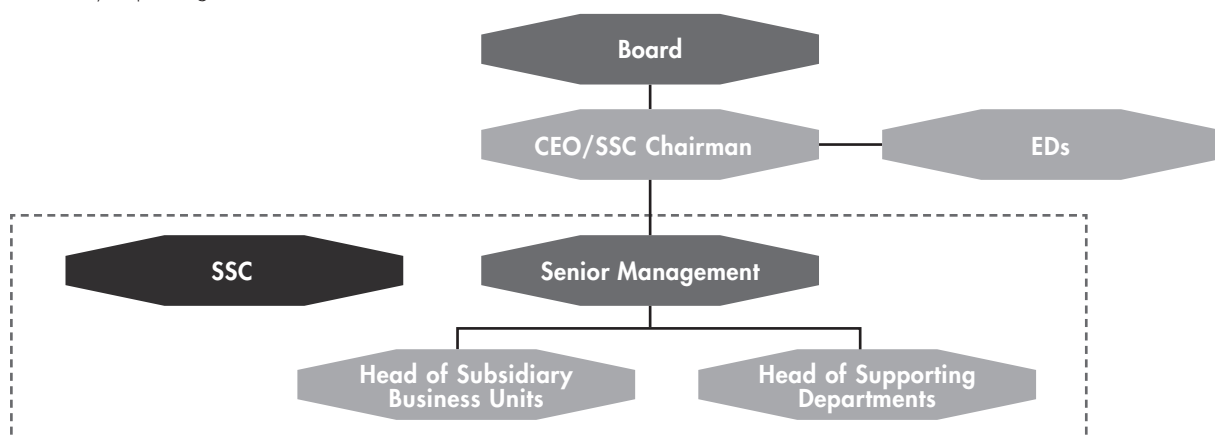 Board
CEO/SSC Chairman
EDs
SSC
Senior Management
Head of Subsidiary
Business Units
Head of Supporting
Departments